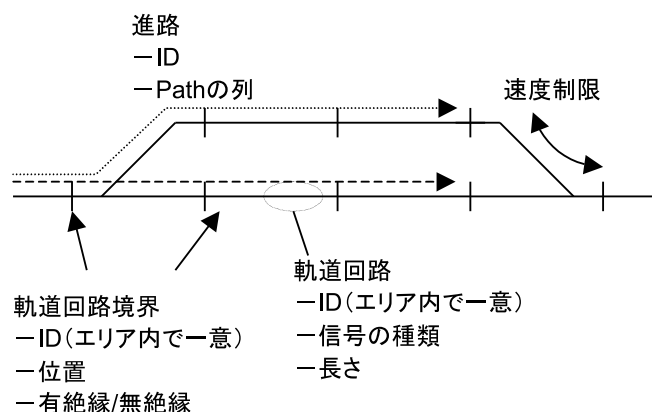 進路
－ID
－Pathの列
速度制限
軌道回路境界
－ID（エリア内で一意）
－位置
－有絶縁/無絶縁
軌道回路
－ID（エリア内で一意）
－信号の種類
－長さ